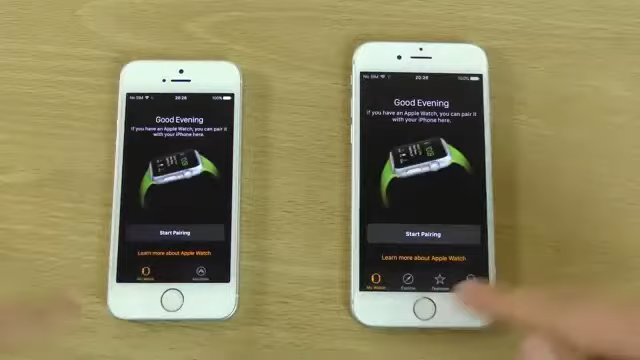 No SIM 20:28 100%
Good Evening
If you have an Apple Watch, you can pair it
with your iPhone here.
Start Pairing
Learn more about Apple Watch
My Watch
No SIM 20:28 100%
Good Evening
If you have an Apple Watch, you can pair it
with your iPhone here.
Start Pairing
Learn more about Apple Watch
My Watch Explore Featured